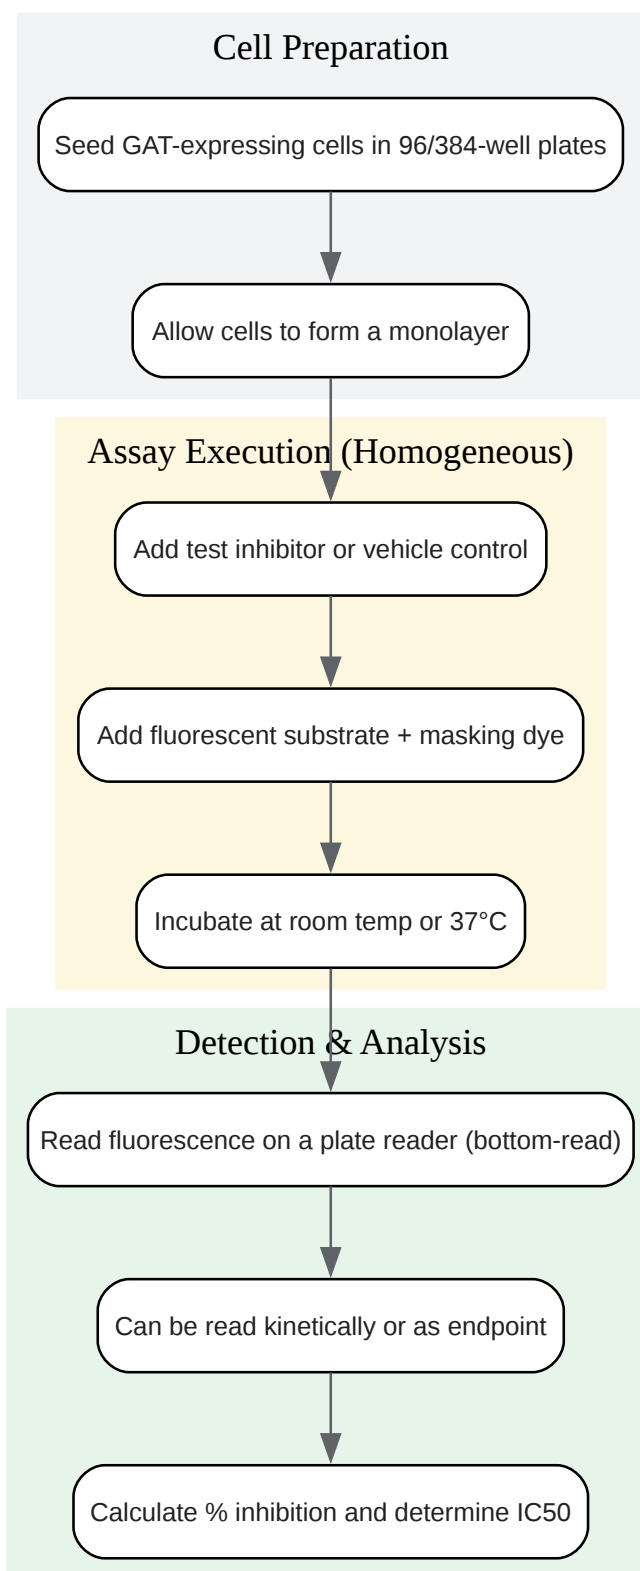 Cell Preparation
Seed GAT-expressing cells in 96/384-well plates
Allow cells to form a monolayer
Assay Execution (Homogeneous)
Add test inhibitor or vehicle control
Add fluorescent substrate + masking dye
Incubate at room temp or 37°C
Detection & Analysis
Read fluorescence on a plate reader (bottom-read)
Can be read kinetically or as endpoint
Calculate % inhibition and determine IC50